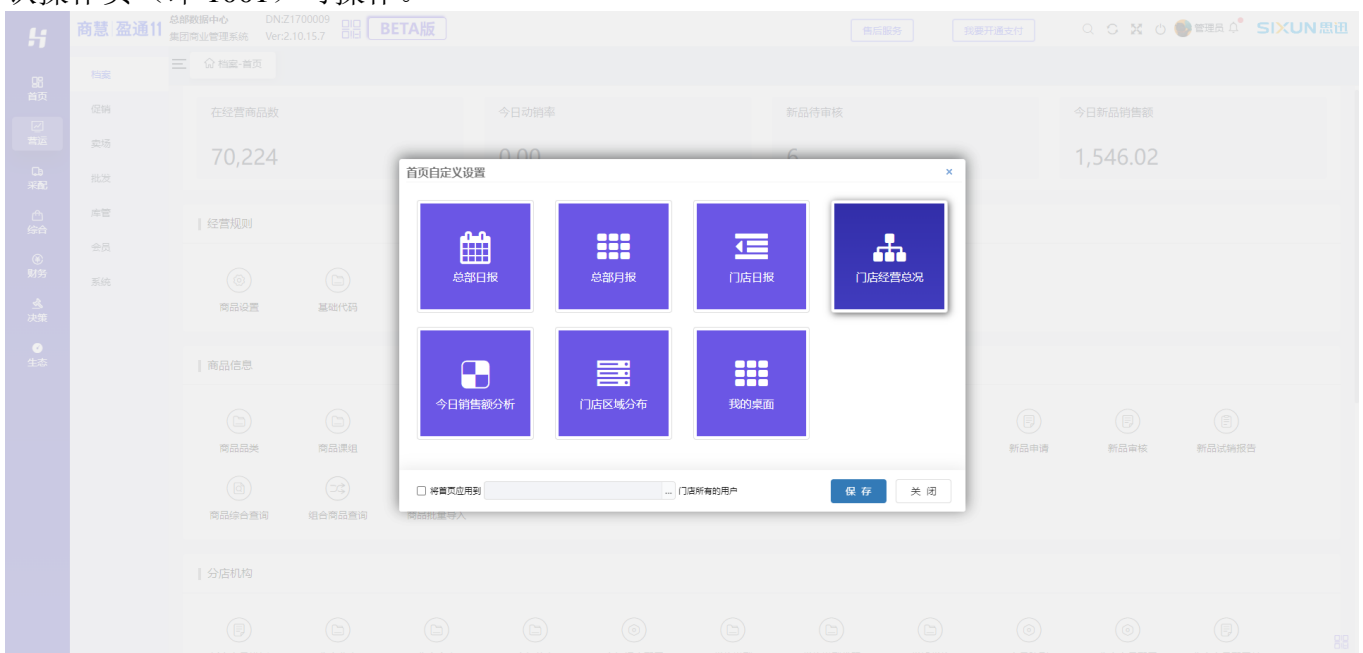 总部数据中心 DN:Z1700009
商慧 盈通11 集团商业管理系统 Ver:2.10.15.7 BETA版 售后服务 我要开通支付 管理员 SIXUN思迅
首页
营运
采配
综合
财务
决策
生态
档案
促销
卖场
批发
库管
会员
系统
档案-首页
在经营商品数 今日动销率 新品待审核 今日新品销售额
70,224 0.00 6 1,546.02
经营规则
商品设置 基础代码
商品信息
商品品类 商品课组 新品申请 新品审核 新品试销报告
商品综合查询 组合商品查询 商品批量导入
分店机构
首页自定义设置 ×
总部日报 总部月报 门店日报 门店经营总况
今日销售额分析 门店区域分布 我的桌面
将首页应用到 ... 门店所有的用户 保 存 关 闭